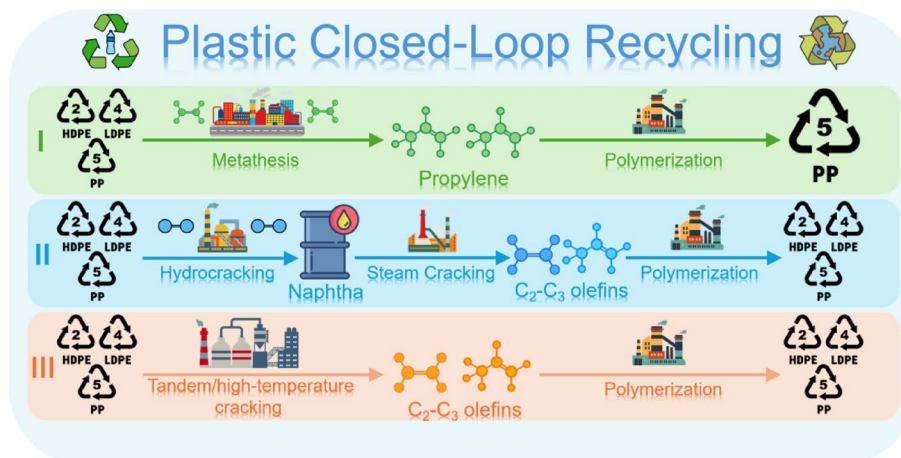 Plastic Closed-Loop Recycling
I
2
4
HDPE LDPE
5
PP
Metathesis
Propylene
Polymerization
5
PP
II
2
4
HDPE LDPE
5
PP
Hydrocracking
Naphtha
Steam Cracking
C₂-C₃ olefins
Polymerization
2
4
HDPE LDPE
5
PP
III
2
4
HDPE LDPE
5
PP
Tandem/high-temperature
cracking
C₂-C₃ olefins
Polymerization
2
4
HDPE LDPE
5
PP